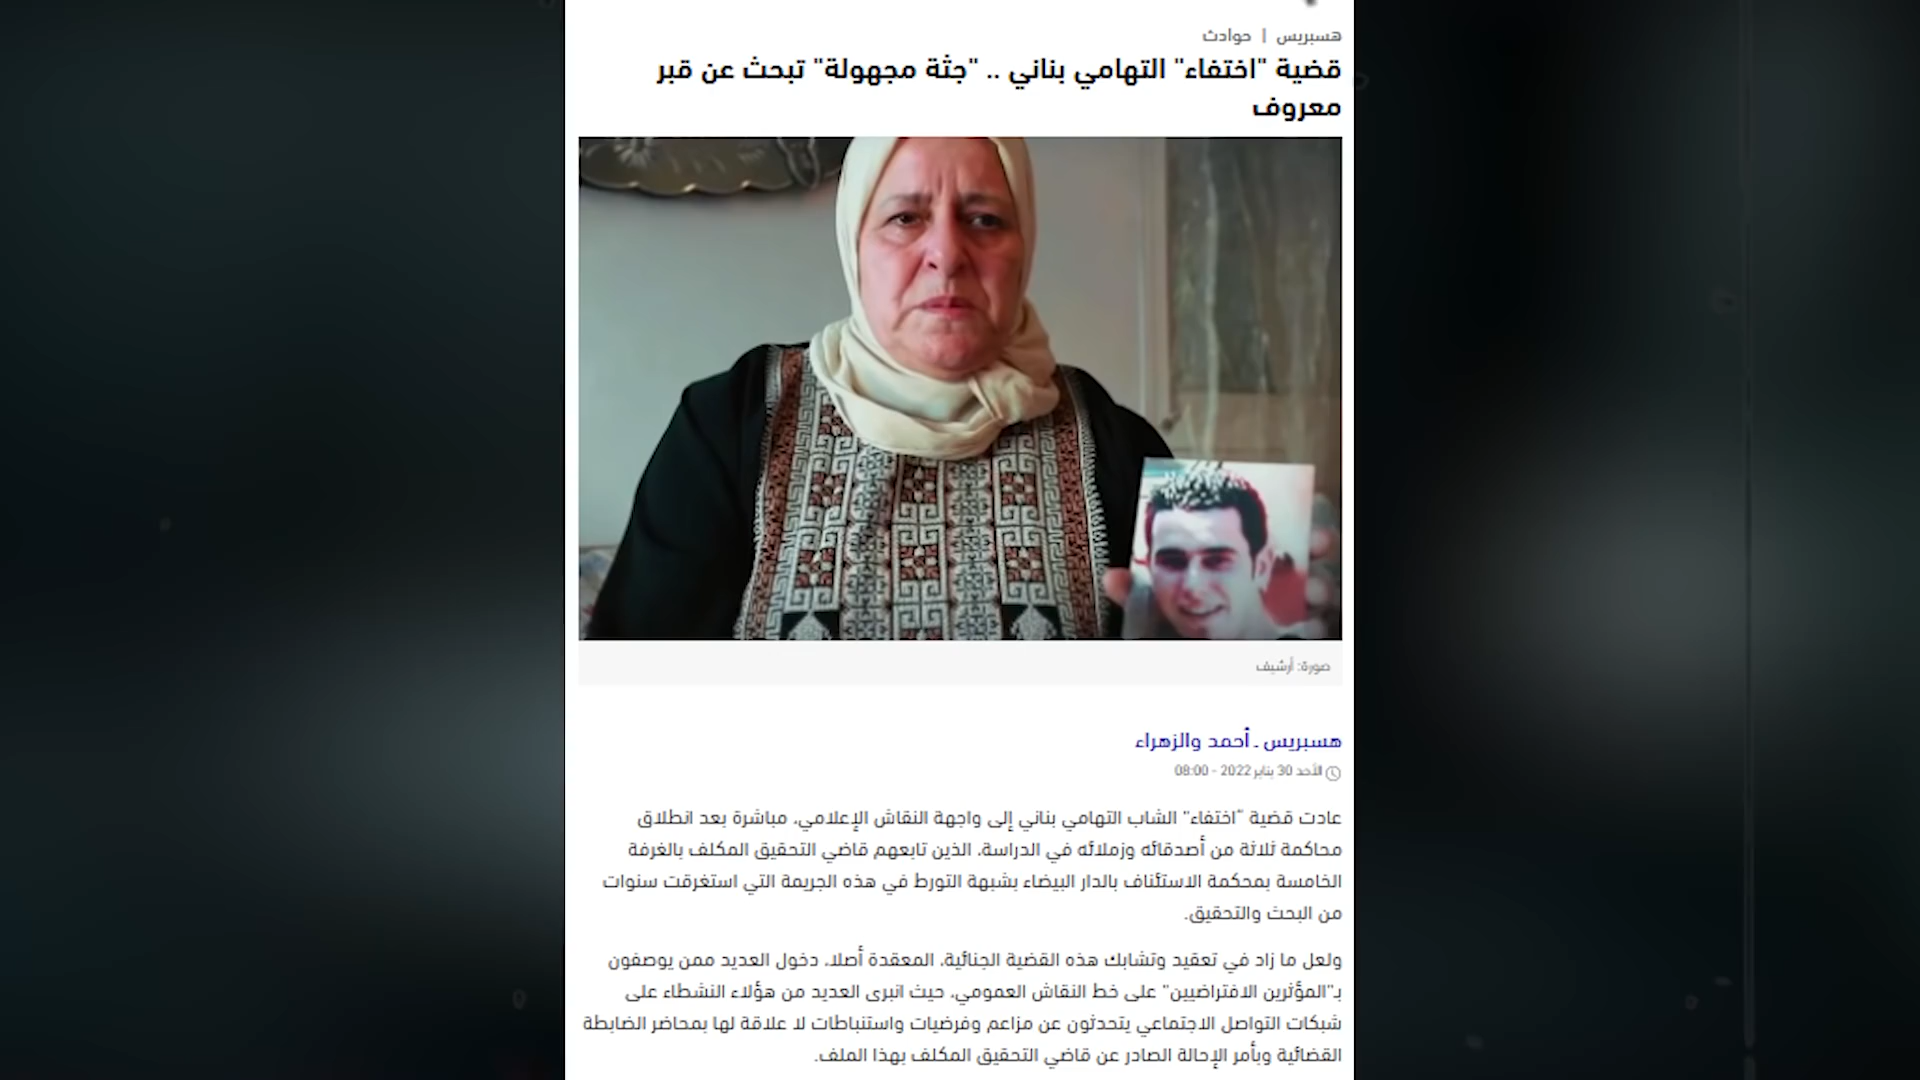 هسبريس | حوادث
قضية "اختفاء" التهامي بناني .. "جثة مجهولة" تبحث عن قبر
معروف
صورة: أرشيف
هسبريس ـ أحمد والزهراء
الأحد 30 يناير 2022 - 08:00
عادت قضية "اختفاء" الشاب التهامي بناني إلى واجهة النقاش الإعلامي، مباشرة بعد انطلاق
محاكمة ثلاثة من أصدقائه وزملائه في الدراسة، الذين تابعهم قاضي التحقيق المكلف بالغرفة
الخامسة بمحكمة الاستئناف بالدار البيضاء بشبهة التورط في هذه الجريمة التي استغرقت سنوات
من البحث والتحقيق.
ولعل ما زاد في تعقيد وتشابك هذه القضية الجنائية، المعقدة أصلا، دخول العديد ممن يوصفون
بـ"المؤثرين الافتراضيين" على خط النقاش العمومي، حيث انبرى العديد من هؤلاء النشطاء على
شبكات التواصل الاجتماعي يتحدثون عن مزاعم وفرضيات واستنباطات لا علاقة لها بمحاضر الضابطة
القضائية وبأمر الإحالة الصادر عن قاضي التحقيق المكلف بهذا الملف.